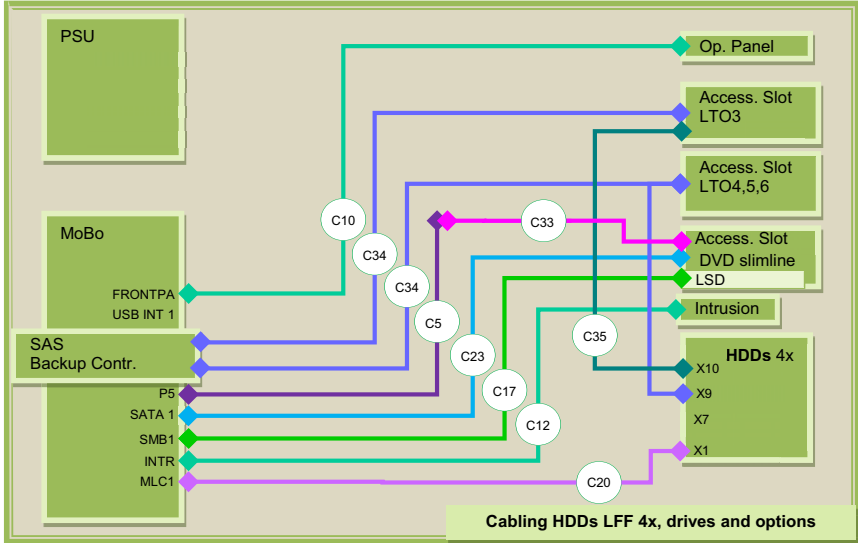 PSU
Op. Panel
Access. Slot
LTO3
Access. Slot
LTO4,5,6
C10
C33
MoBo
C34
Access. Slot
DVD slimline
LSD
C34
FRONTPA
USB INT 1
Intrusion
C5
C35
SAS
Backup Contr.
C23
HDDs 4x
X10
C17
P5
X9
SATA 1
C12
X7
SMB1
INTR
X1
MLC1
C20
Cabling HDDs LFF 4x, drives and options